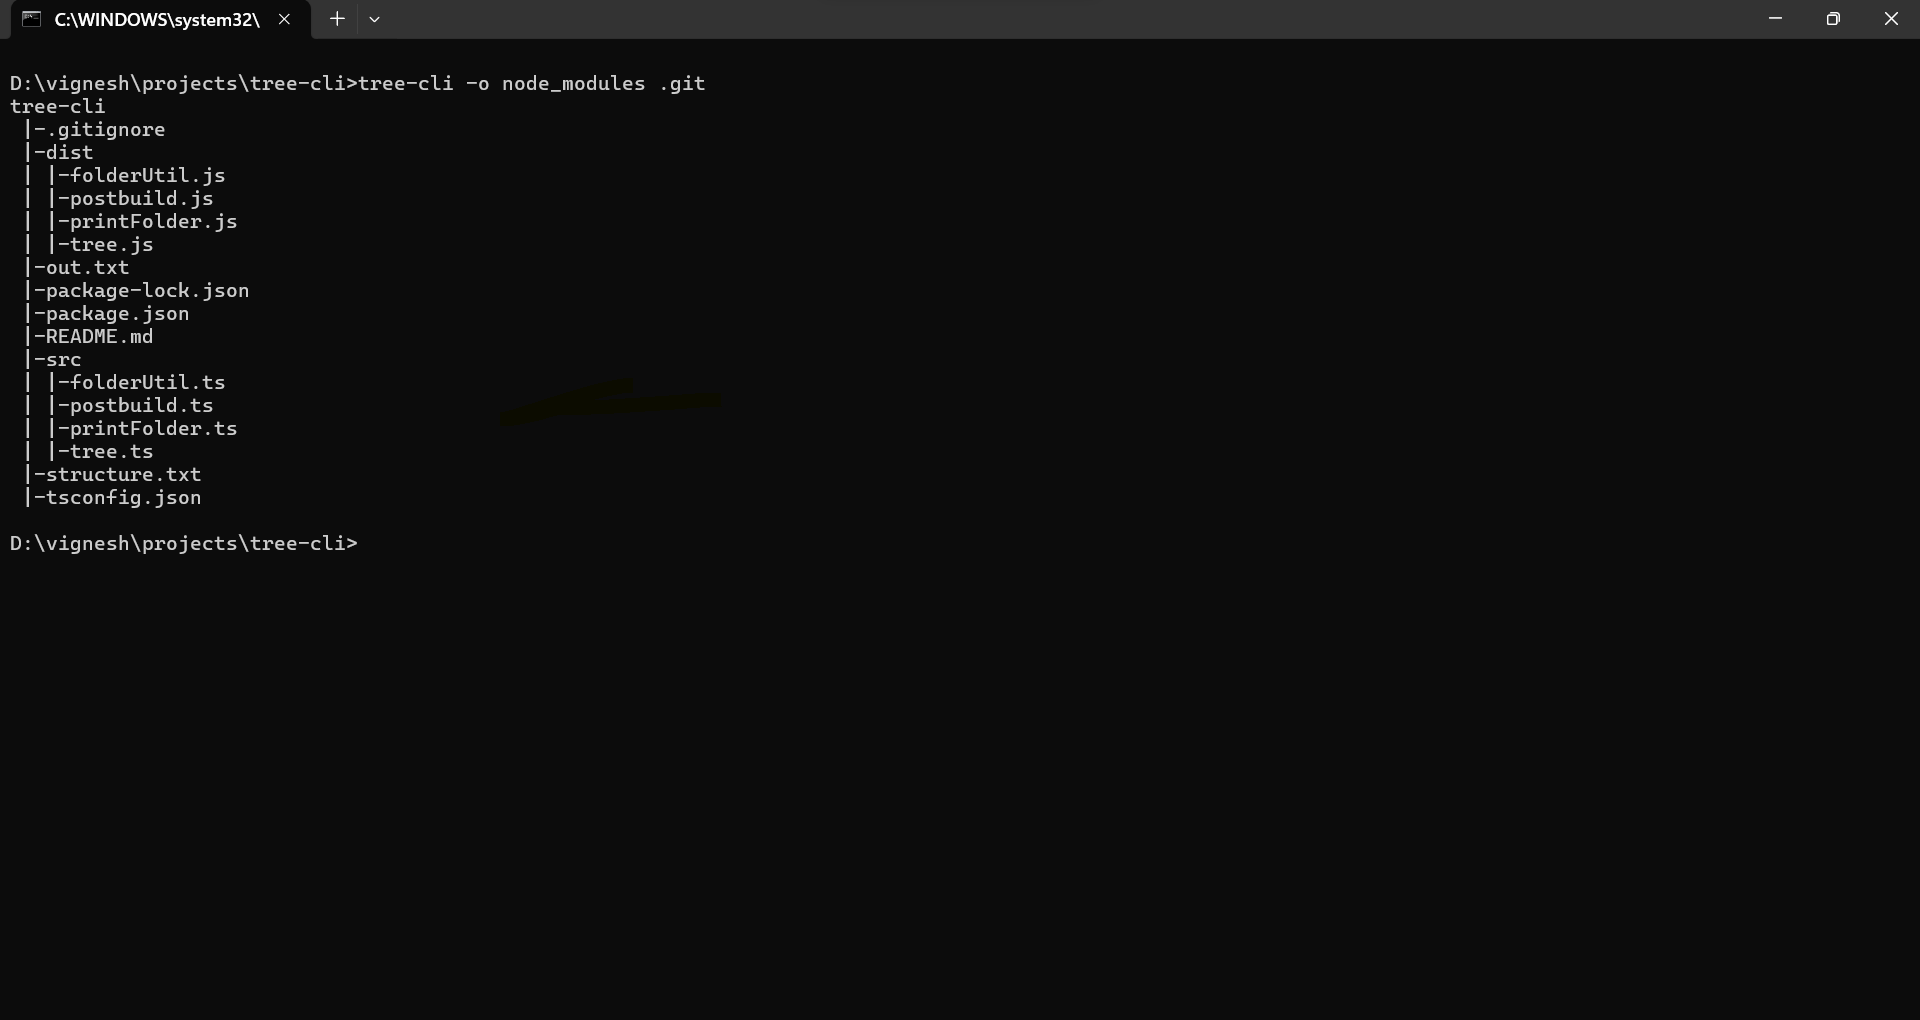 C:\WINDOWS\system32\
D:\vignesh\projects\tree-cli>tree-cli -o node_modules .git
tree-cli
 |-.gitignore
 |-dist
 | |-folderUtil.js
 | |-postbuild.js
 | |-printFolder.js
 | |-tree.js
 |-out.txt
 |-package-lock.json
 |-package.json
 |-README.md
 |-src
 | |-folderUtil.ts
 | |-postbuild.ts
 | |-printFolder.ts
 | |-tree.ts
 |-structure.txt
 |-tsconfig.json
D:\vignesh\projects\tree-cli>